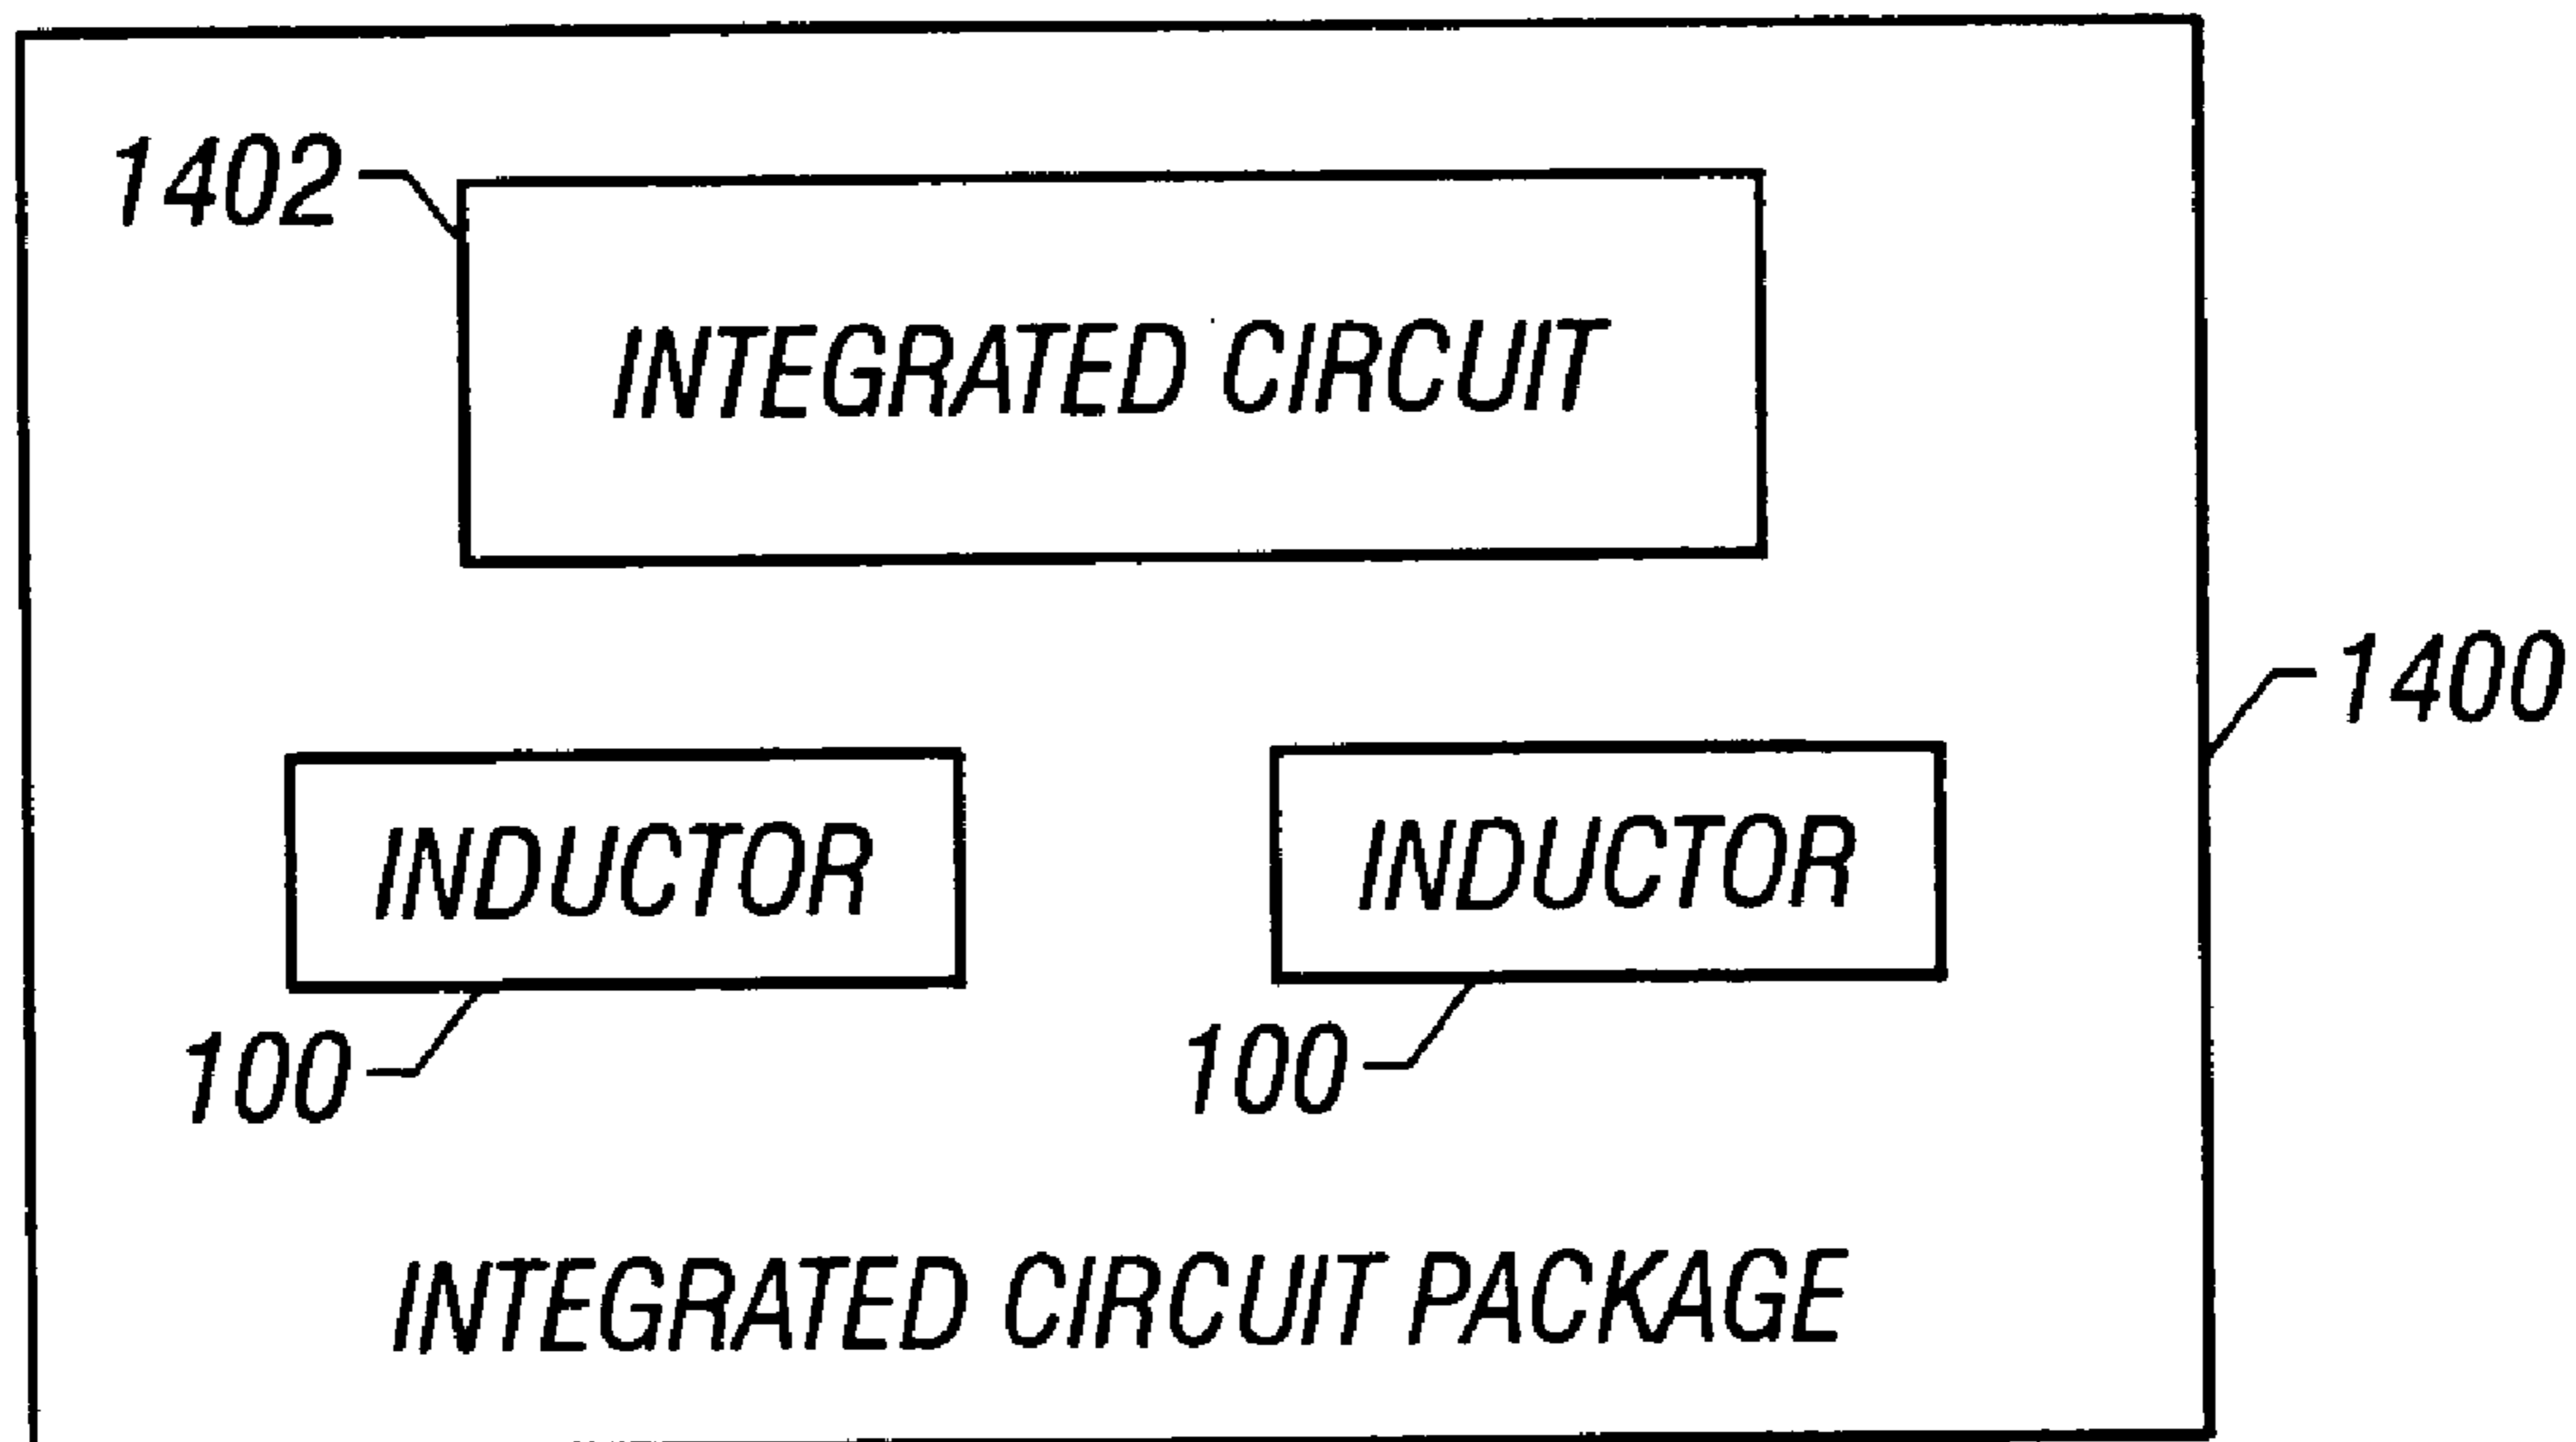 1402
INTEGRATED CIRCUIT
1400
INDUCTOR
INDUCTOR
100
100
INTEGRATED CIRCUIT PACKAGE